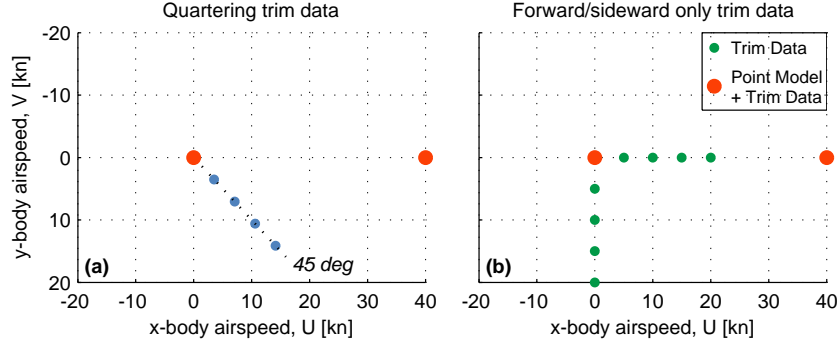 Quartering trim data
Forward/sideward only trim data
y-body airspeed, V [kn]
-20
-10
0
10
20
(a)
45 deg
-20 -10 0 10 20 30 40
x-body airspeed, U [kn]
Trim Data
Point Model
+ Trim Data
(b)
-20 -10 0 10 20 30 40
x-body airspeed, U [kn]